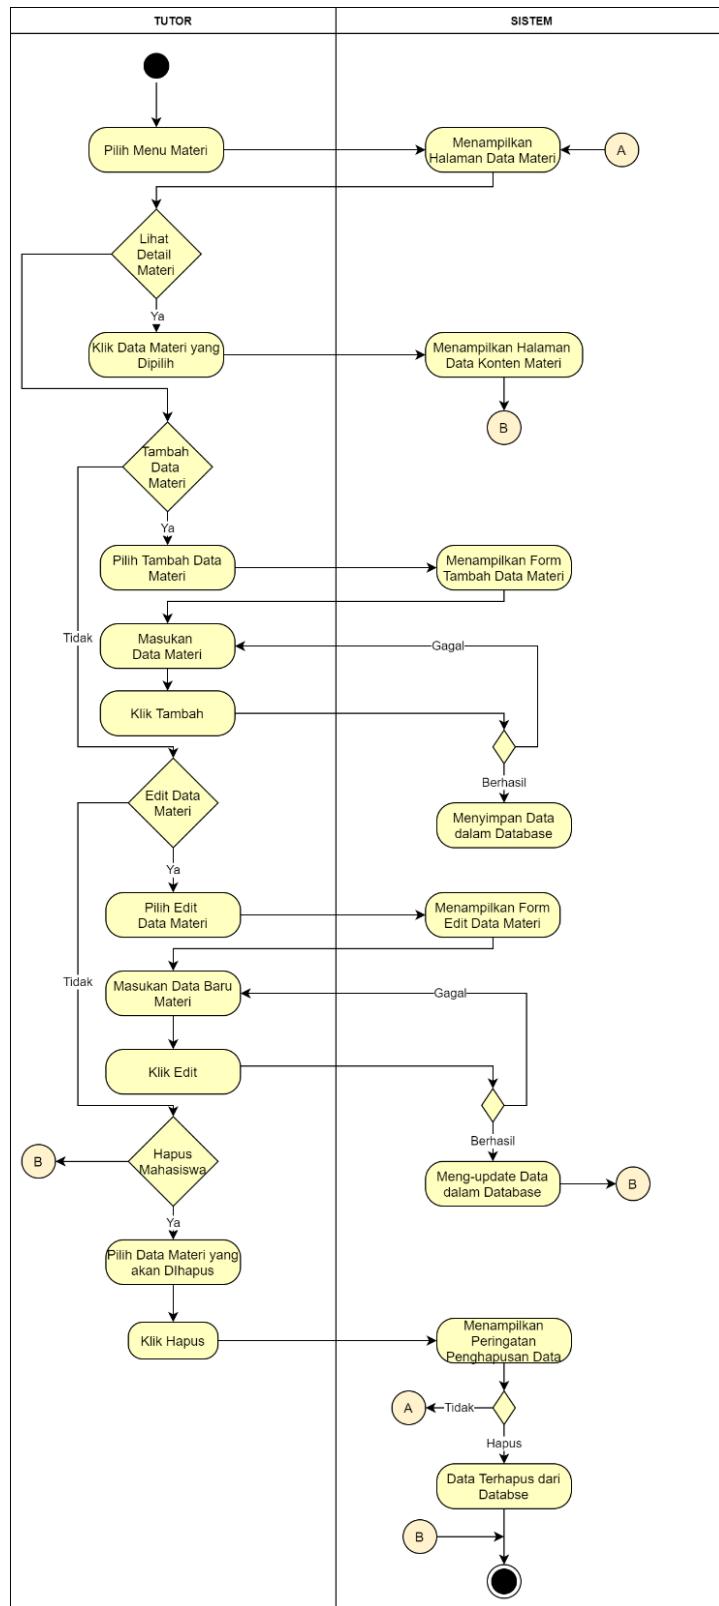 TUTOR
SISTEM
Pilih Menu Materi
Menampilkan
Halaman Data Materi
A
Lihat
Detail
Materi
Ya
Klik Data Materi yang
Dipilih
Menampilkan Halaman
Data Konten Materi
B
Tambah
Data
Materi
Ya
Pilih Tambah Data
Materi
Menampilkan Form
Tambah Data Materi
Tidak
Masukan
Data Materi
Gagal
Klik Tambah
Berhasil
Edit Data
Materi
Menyimpan Data
dalam Database
Ya
Pilih Edit
Data Materi
Menampilkan Form
Edit Data Materi
Tidak
Masukan Data Baru
Materi
Gagal
Klik Edit
Berhasil
B
Hapus
Mahasiswa
Meng-update Data
dalam Database
B
Ya
Pilih Data Materi yang
akan DIhapus
Klik Hapus
Menampilkan
Peringatan
Penghapusan Data
A
Tidak
Hapus
Data Terhapus dari
Databse
B